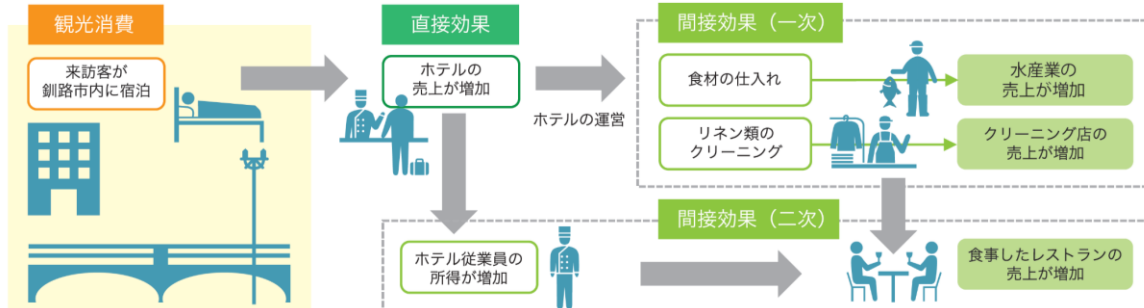 観光消費
来訪客が
釧路市内に宿泊
直接効果
ホテルの
売上が増加
ホテルの運営
間接効果（一次）
食材の仕入れ
水産業の
売上が増加
リネン類の
クリーニング
クリーニング店の
売上が増加
間接効果（二次）
ホテル従業員の
所得が増加
食事したレストランの
売上が増加